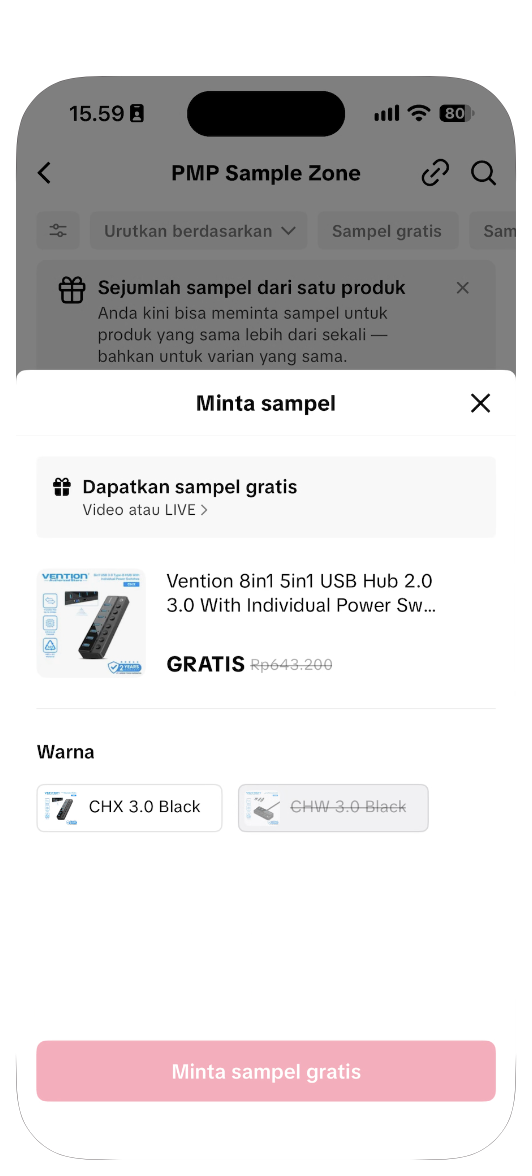 15.59
80
PMP Sample Zone
Urutkan berdasarkan
Sampel gratis
Sam
Sejumlah sampel dari satu produk
Anda kini bisa meminta sampel untuk
produk yang sama lebih dari sekali —
bahkan untuk varian yang sama.
Minta sampel
Dapatkan sampel gratis
Video atau LIVE >
VENTION
Vention 8in1 5in1 USB Hub 2.0
3.0 With Individual Power Sw...
GRATIS Rp643.200
Warna
CHX 3.0 Black
CHW 3.0 Black
Minta sampel gratis